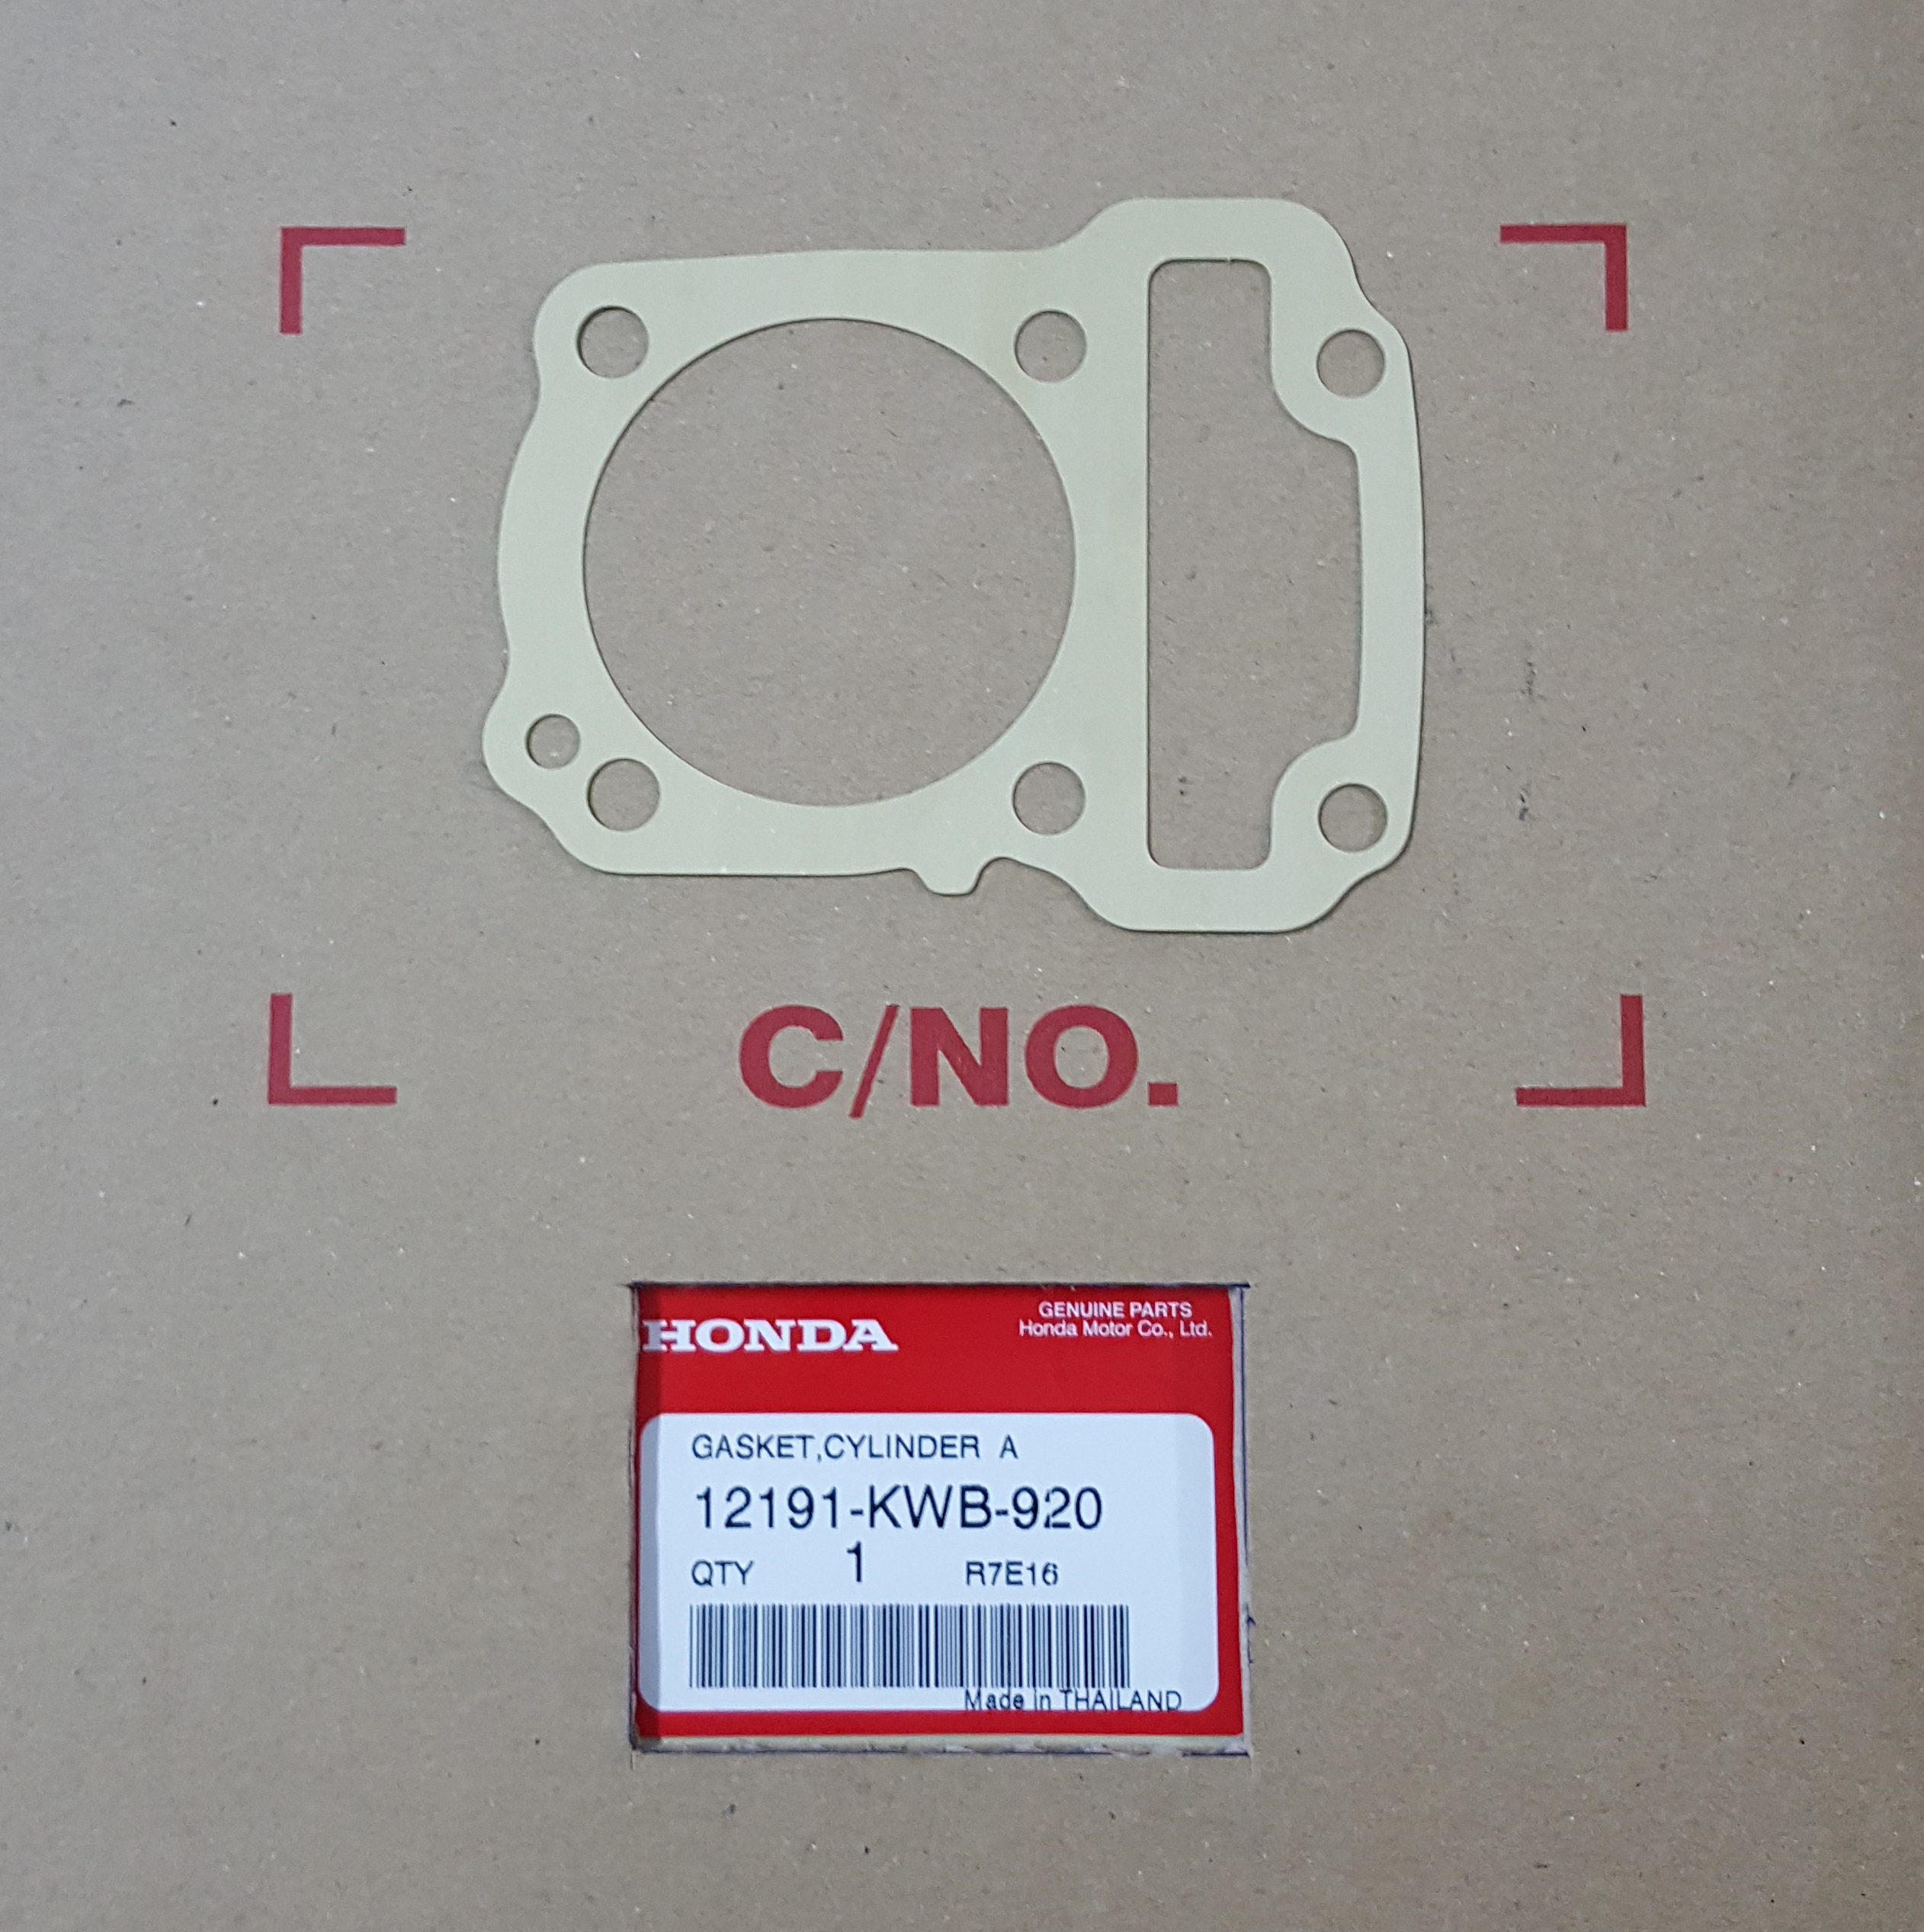 C/NO.
HONDA
GENUINE PARTS
Honda Motor Co., Ltd.
GASKET,CYLINDER A
12191-KWB-920
QTY 1 R7E16
Made in THAILAND